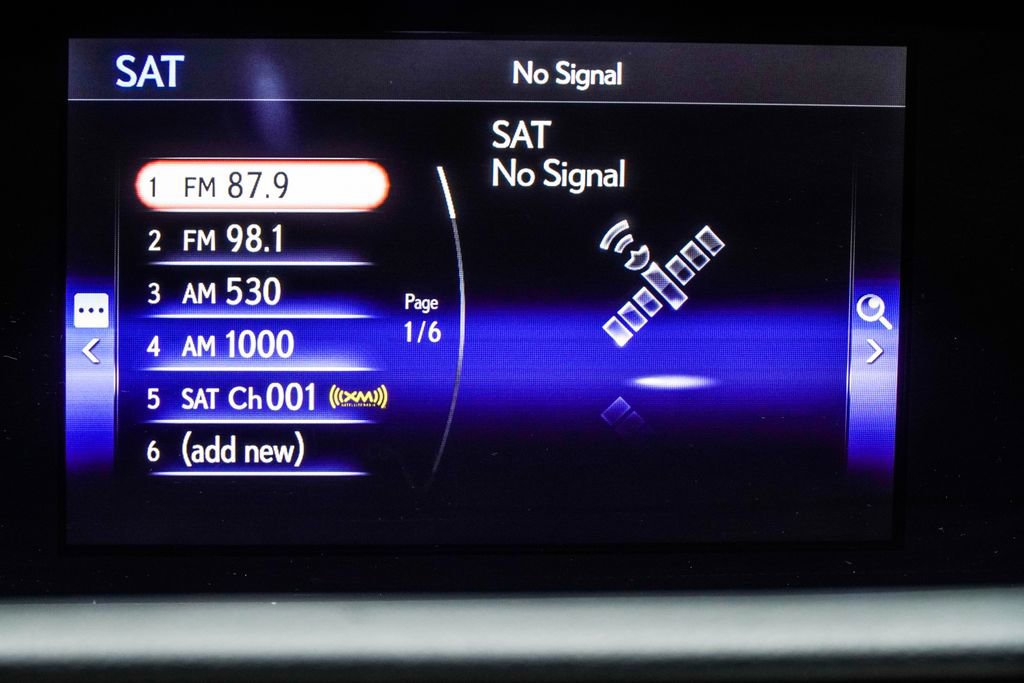 SAT
No Signal
SAT
No Signal
1 FM 87.9
2 FM 98.1
3 AM 530
4 AM 1000
5 SAT Ch 001 ((XM))
6 (add new)
Page
1/6